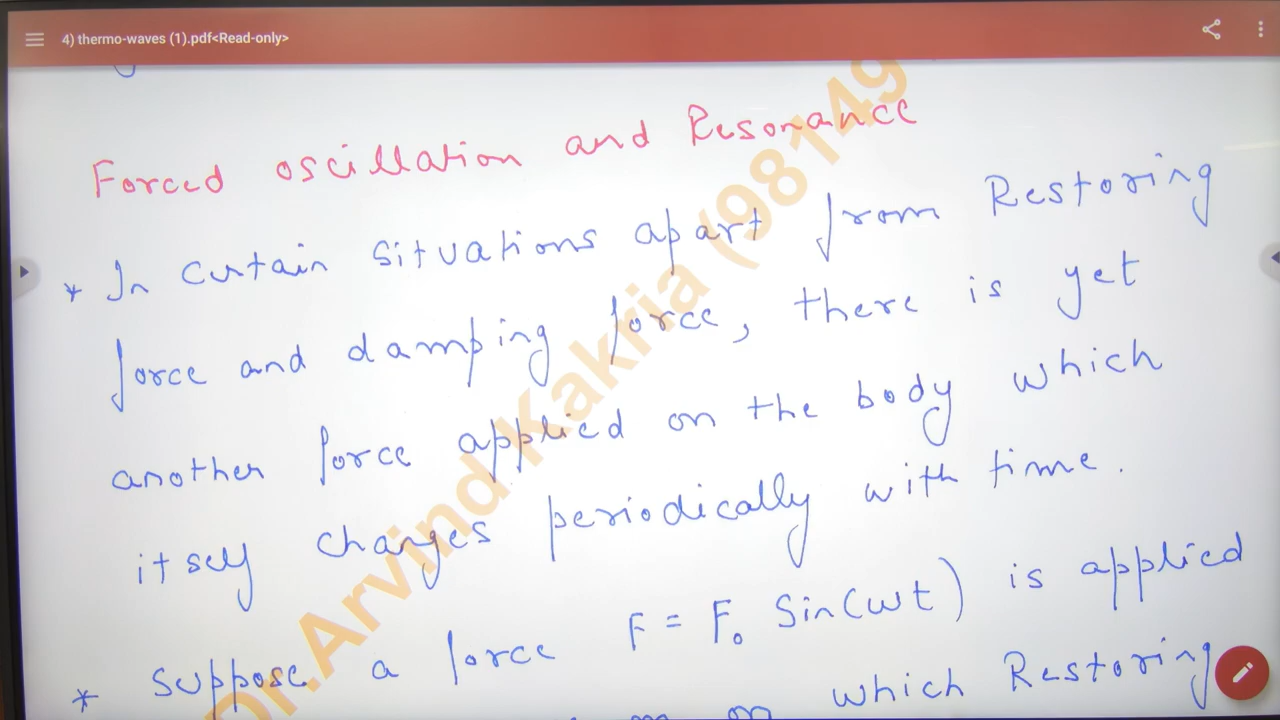 4) thermo-waves (1).pdf<Read-only>
Forced oscillation and Resonance
* In certain situations apart from Restoring
force and damping force, there is yet
another force applied on the body which
itself changes periodically with time.
* Suppose a force F = F₀ Sin(ωt) is applied
on which Restoring
Dr.Arvind Kakria (98149